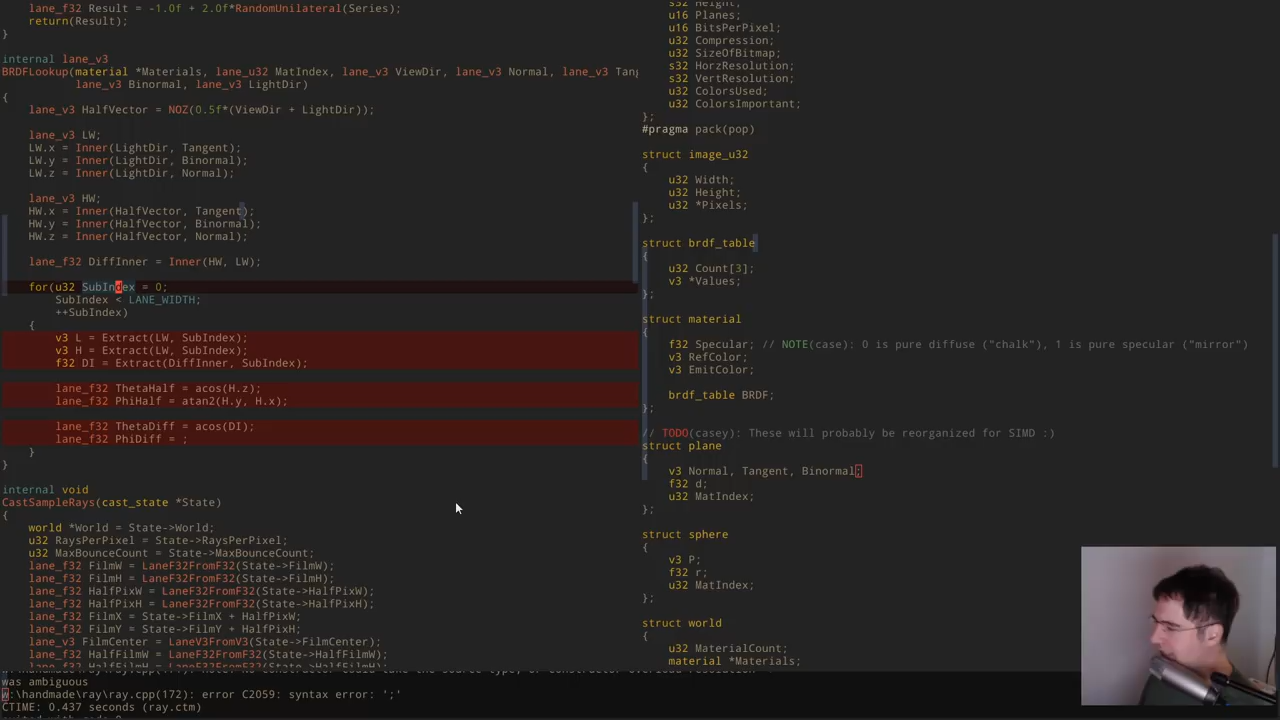 lane_f32 Result = -1.0f + 2.0f*RandomUnilateral(Series);
return(Result);
}
internal lane_v3
BRDFLookup(material *Materials, lane_u32 MatIndex, lane_v3 ViewDir, lane_v3 Normal, lane_v3 Tang
lane_v3 Binormal, lane_v3 LightDir)
{
lane_v3 HalfVector = NOZ(0.5f*(ViewDir + LightDir));
lane_v3 LW;
LW.x = Inner(LightDir, Tangent);
LW.y = Inner(LightDir, Binormal);
LW.z = Inner(LightDir, Normal);
lane_v3 HW;
HW.x = Inner(HalfVector, Tangent);
HW.y = Inner(HalfVector, Binormal);
HW.z = Inner(HalfVector, Normal);
lane_f32 DiffInner = Inner(HW, LW);
for(u32 SubIndex = 0;
SubIndex < LANE_WIDTH;
++SubIndex)
{
v3 L = Extract(LW, SubIndex);
v3 H = Extract(LW, SubIndex);
f32 DI = Extract(DiffInner, SubIndex);
lane_f32 ThetaHalf = acos(H.z);
lane_f32 PhiHalf = atan2(H.y, H.x);
lane_f32 ThetaDiff = acos(DI);
lane_f32 PhiDiff = ;
}
}
internal void
CastSampleRays(cast_state *State)
{
world *World = State->World;
u32 RaysPerPixel = State->RaysPerPixel;
u32 MaxBounceCount = State->MaxBounceCount;
lane_f32 FilmW = LaneF32FromF32(State->FilmW);
lane_f32 FilmH = LaneF32FromF32(State->FilmH);
lane_f32 HalfPixW = LaneF32FromF32(State->HalfPixW);
lane_f32 HalfPixH = LaneF32FromF32(State->HalfPixH);
lane_f32 FilmX = State->FilmX + HalfPixW;
lane_f32 FilmY = State->FilmY + HalfPixH;
lane_v3 FilmCenter = LaneV3FromV3(State->FilmCenter);
lane_f32 HalfFilmW = LaneF32FromF32(State->HalfFilmW);
lane_f32 HalfFilmH = LaneF32FromF32(State->HalfFilmH);
s32 Height;
u16 Planes;
u16 BitsPerPixel;
u32 Compression;
u32 SizeOfBitmap;
s32 HorzResolution;
s32 VertResolution;
u32 ColorsUsed;
u32 ColorsImportant;
};
#pragma pack(pop)
struct image_u32
{
u32 Width;
u32 Height;
u32 *Pixels;
};
struct brdf_table
{
u32 Count[3];
v3 *Values;
};
struct material
{
f32 Specular; // NOTE(casey): 0 is pure diffuse ("chalk"), 1 is pure specular ("mirror")
v3 RefColor;
v3 EmitColor;
brdf_table BRDF;
};
// TODO(casey): These will probably be reorganized for SIMD :)
struct plane
{
v3 Normal, Tangent, Binormal;
f32 d;
u32 MatIndex;
};
struct sphere
{
v3 P;
f32 r;
u32 MatIndex;
};
struct world
{
u32 MaterialCount;
material *Materials;
was ambiguous
w:\handmade\ray\ray.cpp(172): error C2059: syntax error: ';'
CTIME: 0.437 seconds (ray.ctm)